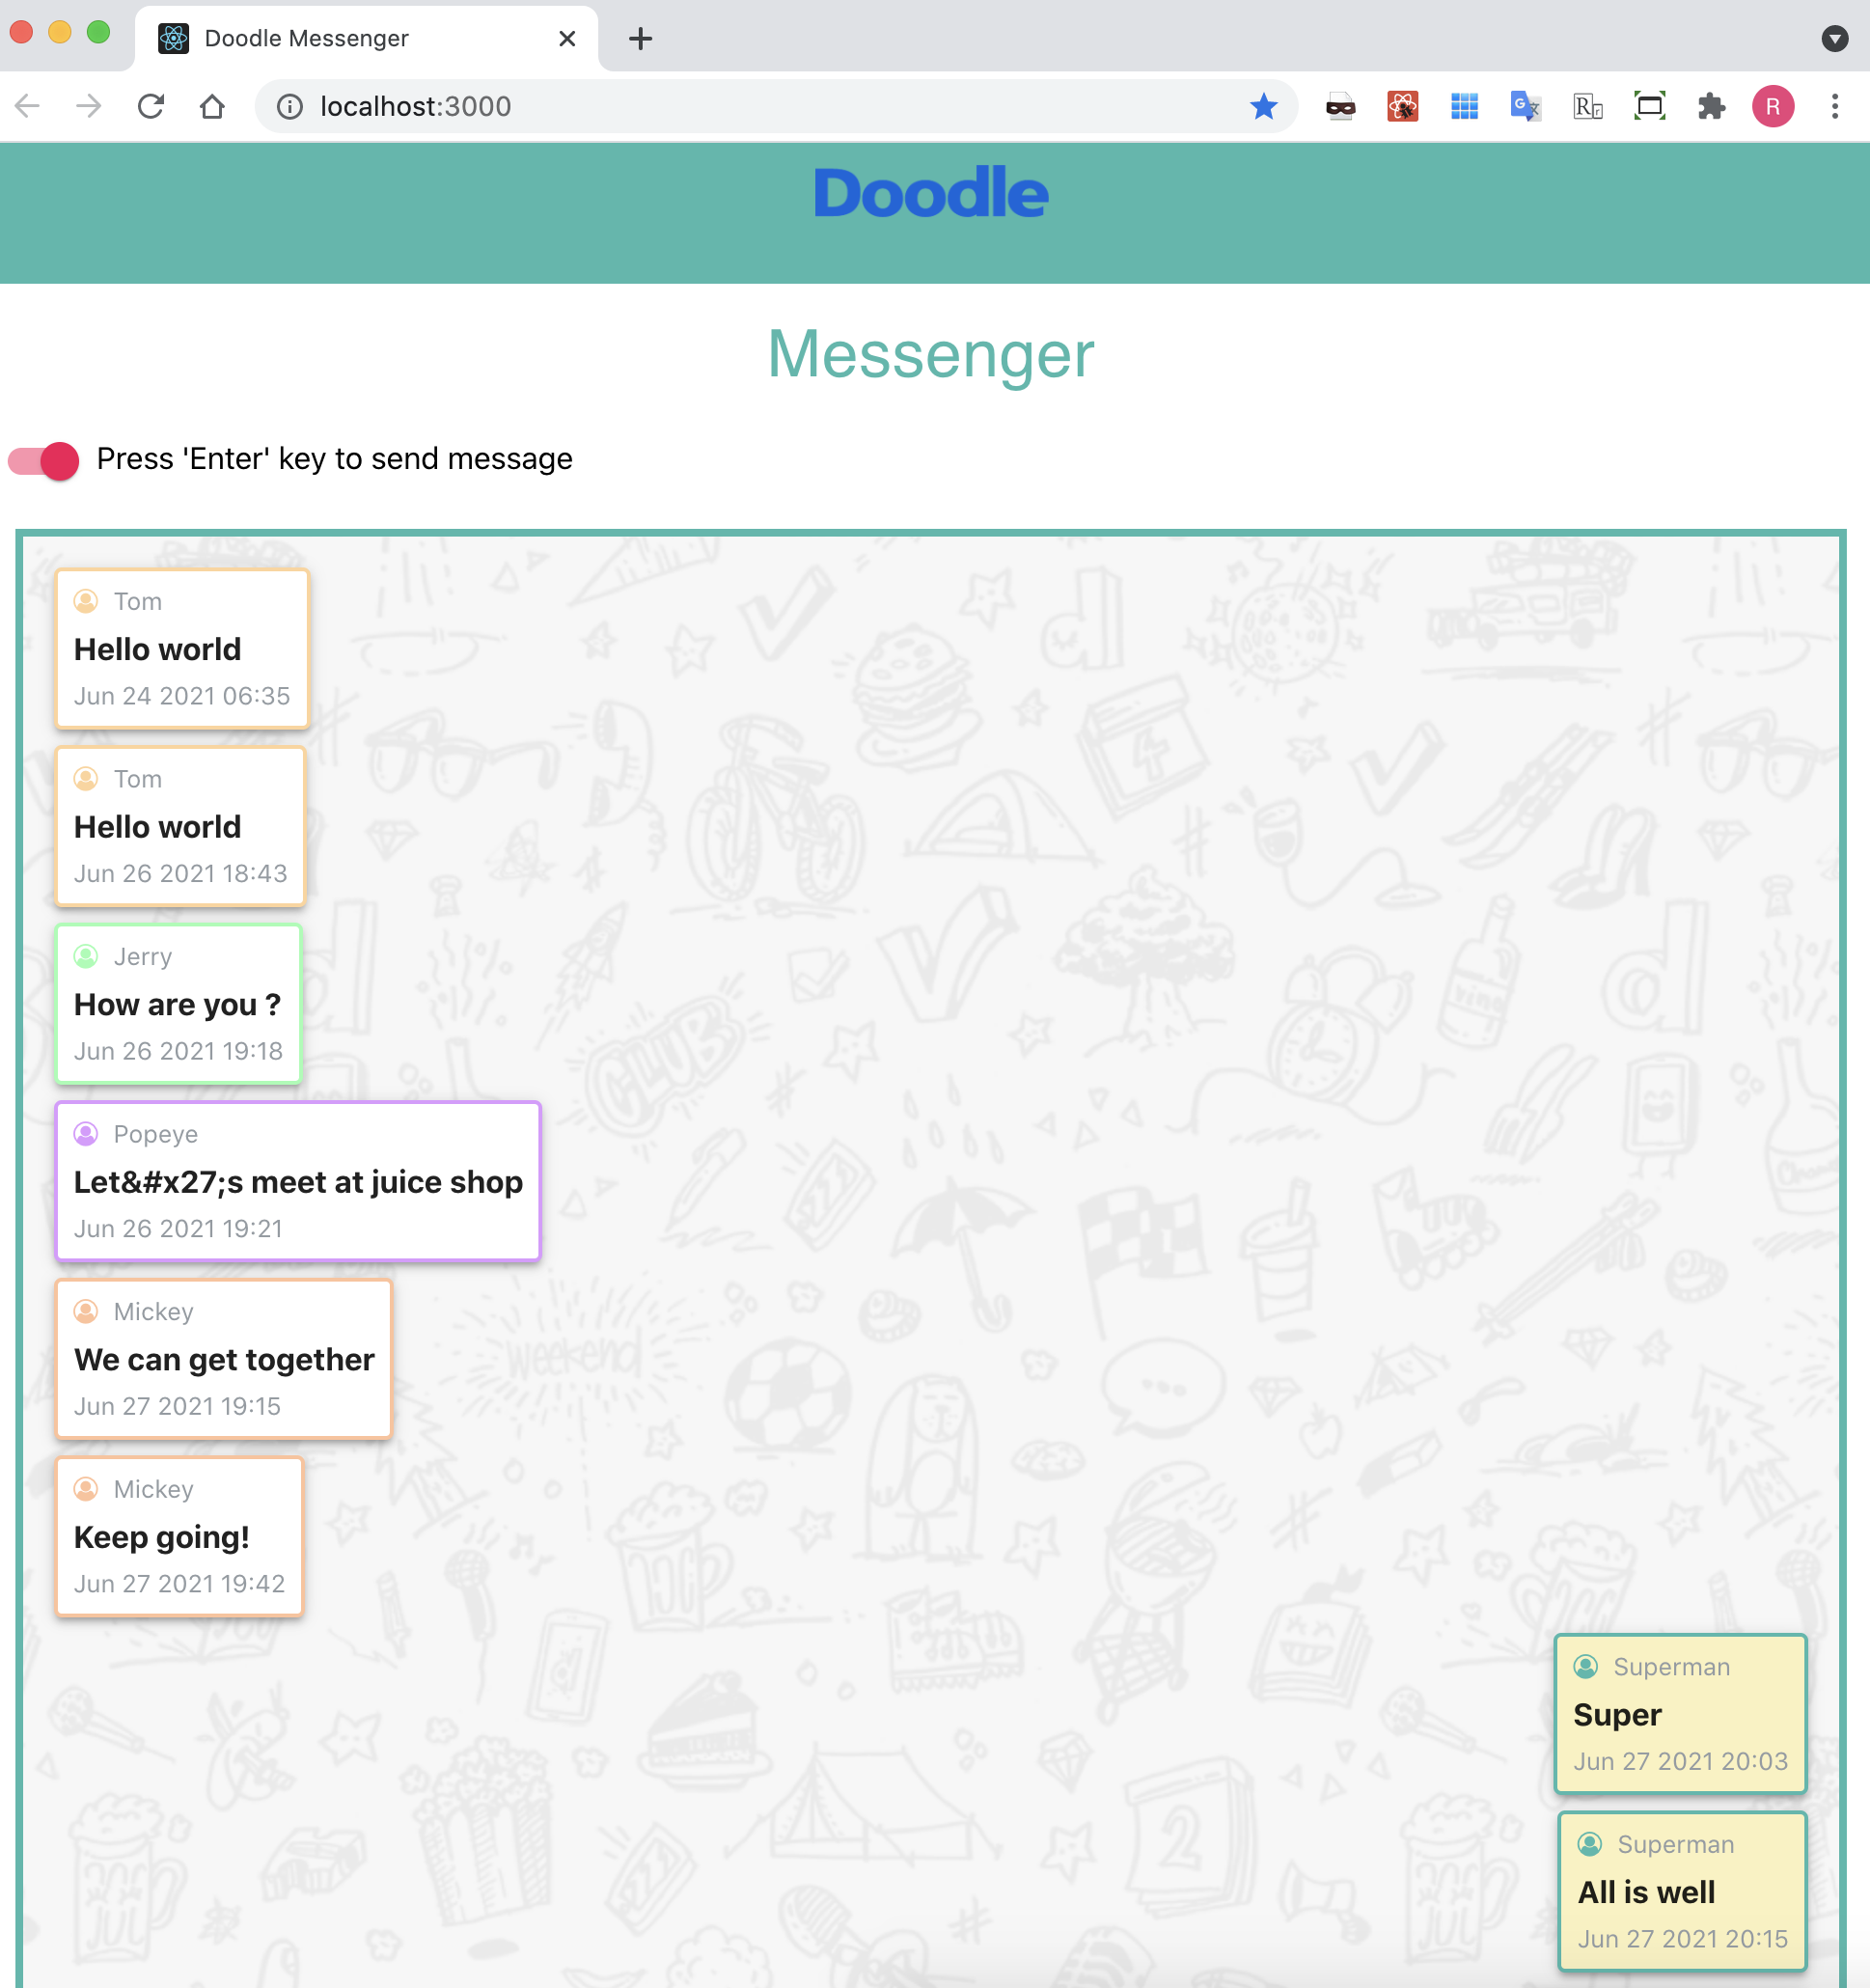 Doodle Messenger
localhost:3000
R
Doodle
Messenger
Press 'Enter' key to send message
Tom
Hello world
Jun 24 2021 06:35
Tom
Hello world
Jun 26 2021 18:43
Jerry
How are you ?
Jun 26 2021 19:18
Popeye
Let&#x27;s meet at juice shop
Jun 26 2021 19:21
Mickey
We can get together
Jun 27 2021 19:15
Mickey
Keep going!
Jun 27 2021 19:42
Superman
Super
Jun 27 2021 20:03
Superman
All is well
Jun 27 2021 20:15
CLUB
weekend
2